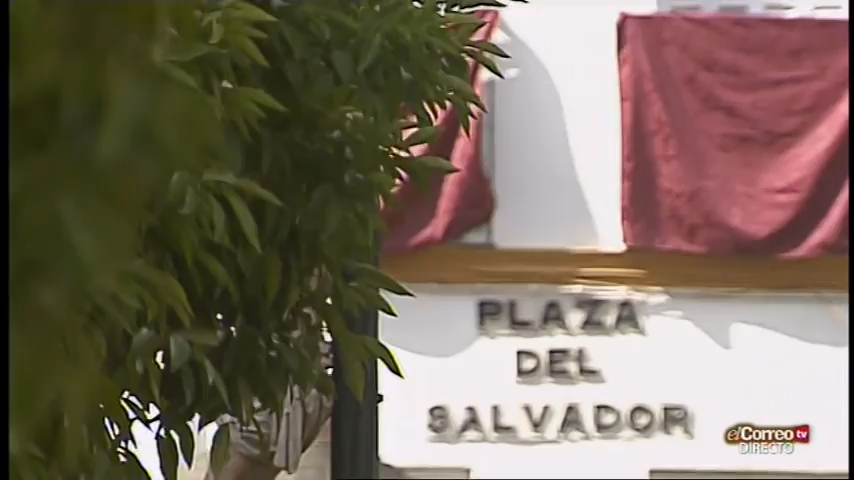 PLAZA
DEL
SALVADOR
elCorreo tv
DIRECTO